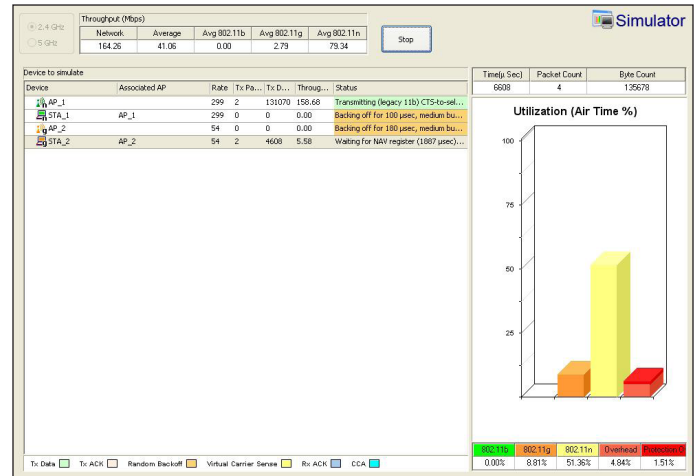 Simulator
2.4 GHz
5 GHz
Throughput (Mbps)
Network Average Avg 802.11b Avg 802.11g Avg 802.11n
164.26 41.06 0.00 2.79 79.34
Stop
Device to simulate
Device Associated AP Rate Tx Pa... Tx D... Throug... Status
AP_1 299 2 131070 158.68 Transmitting (legacy 11b) CTS-to-sel...
STA_1 AP_1 299 0 0 0.00 Backing off for 100 μsec, medium bu...
AP_2 54 0 0 0.00 Backing off for 180 μsec, medium bu...
STA_2 AP_2 54 2 4608 5.58 Waiting for NAV register (1887 μsec)...
Time(μ Sec) Packet Count Byte Count
6608 4 135678
Utilization (Air Time %)
100
75
50
25
802.11b 802.11g 802.11n Overhead Protection O
0.00% 8.81% 51.36% 4.84% 1.51%
Tx Data Tx ACK Random Backoff Virtual Carrier Sense Rx ACK CCA